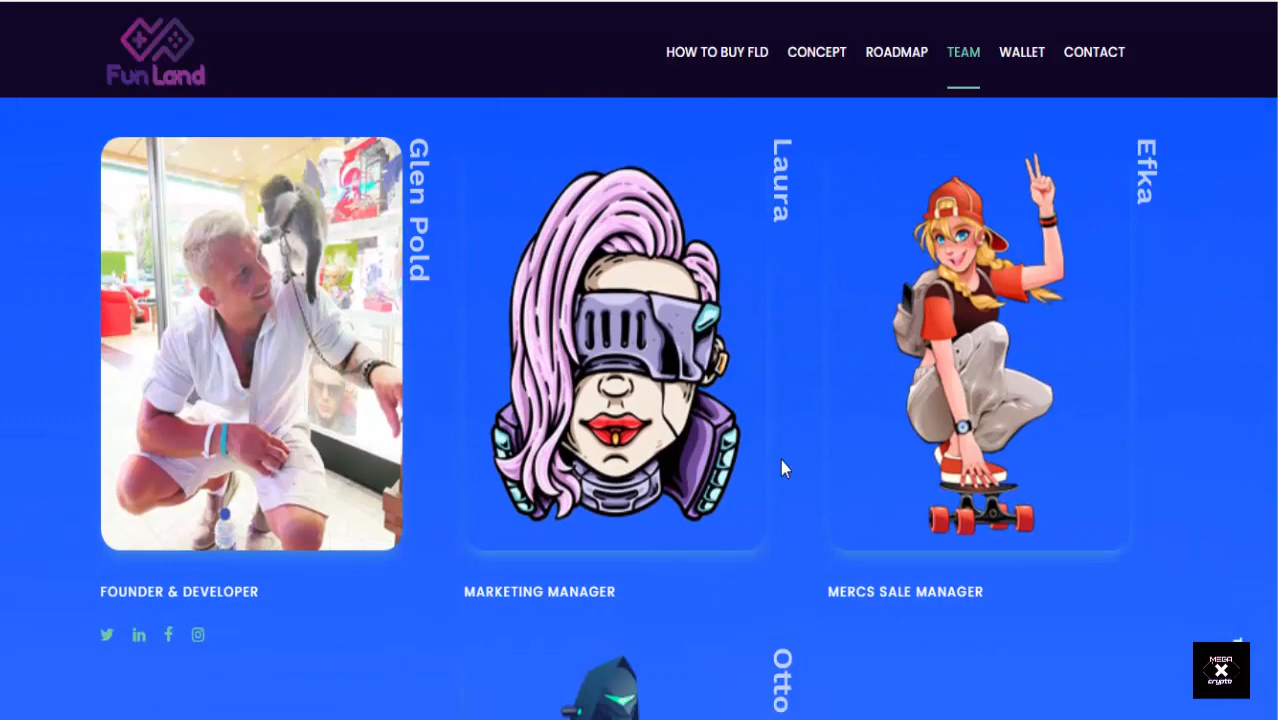 Fun Land
HOW TO BUY FLD
CONCEPT
ROADMAP
TEAM
WALLET
CONTACT
Glen Pold
Laura
Efka
FOUNDER & DEVELOPER
MARKETING MANAGER
MERCS SALE MANAGER
Otto
MEGA
X
crypto